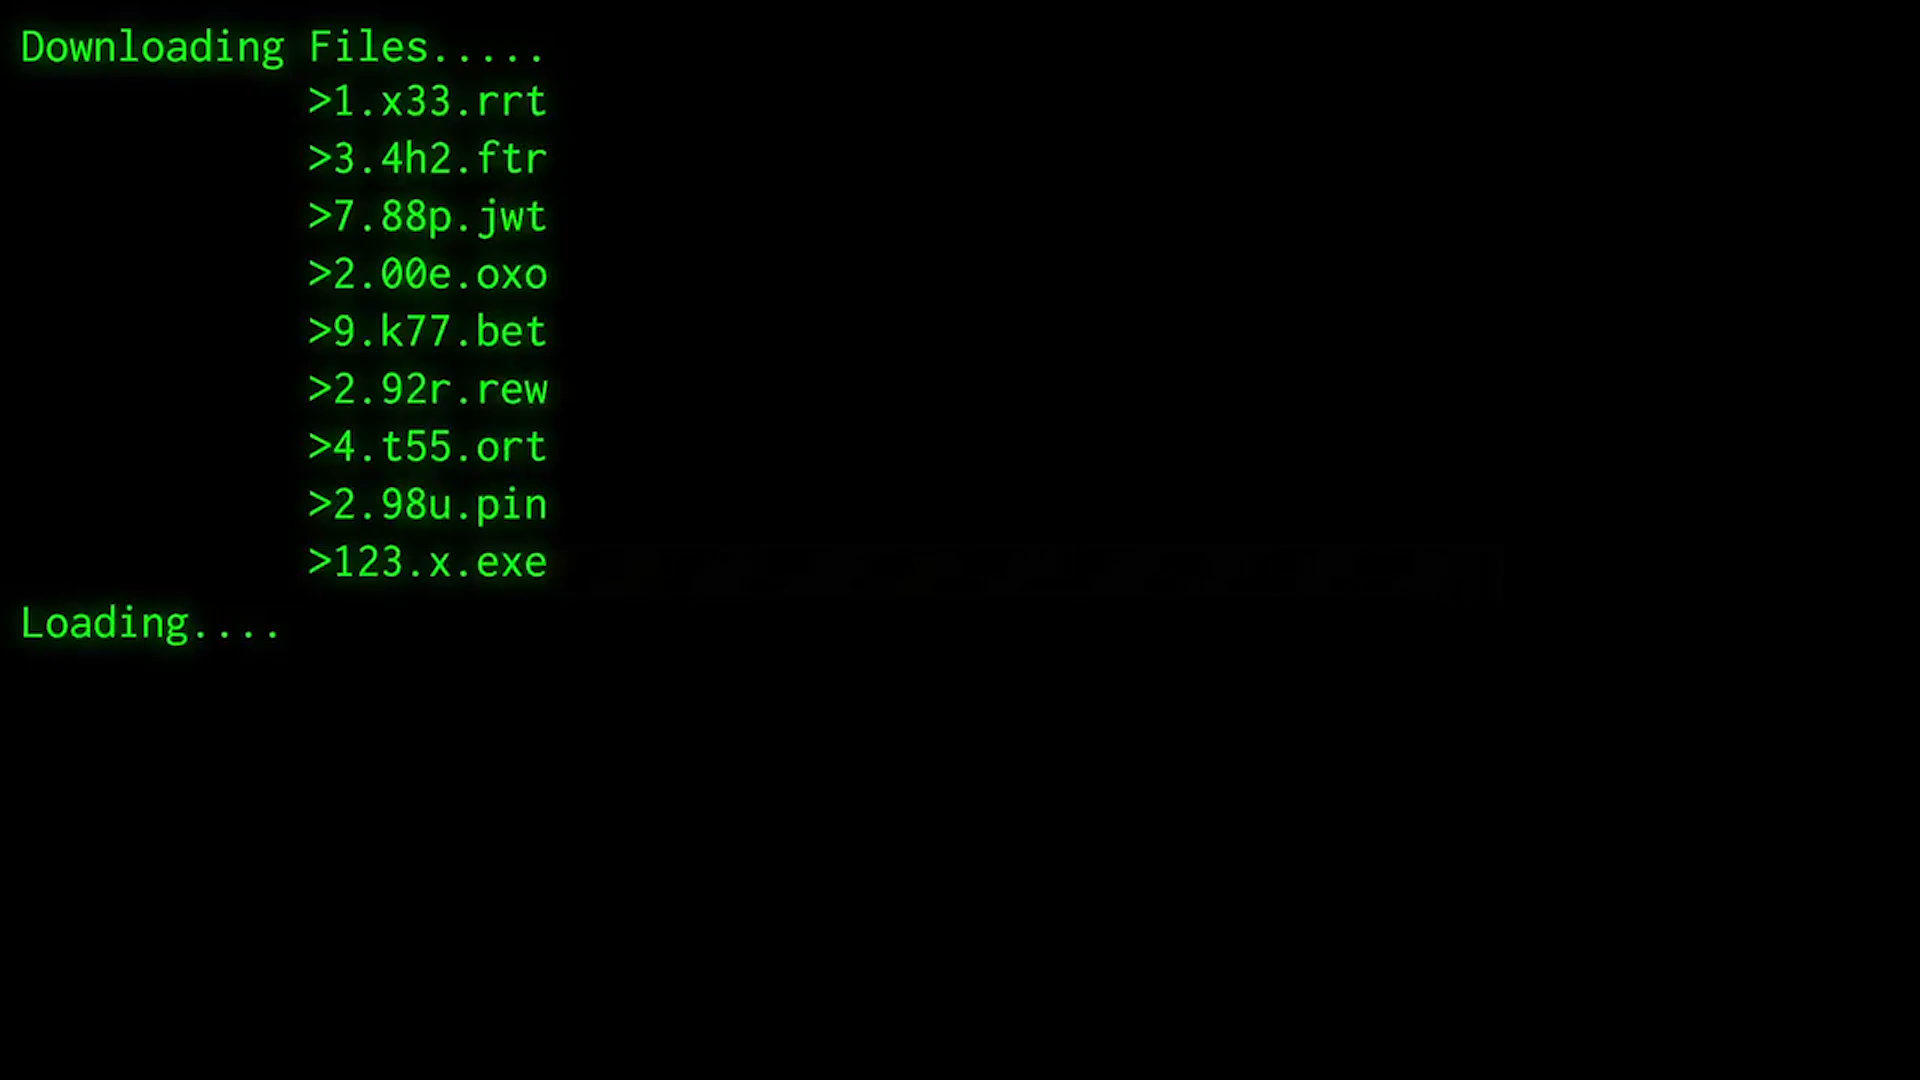 Downloading Files.....
>1.x33.rrt
>3.4h2.ftr
>7.88p.jwt
>2.00e.oxo
>9.k77.bet
>2.92r.rew
>4.t55.ort
>2.98u.pin
>123.x.exe
Loading....